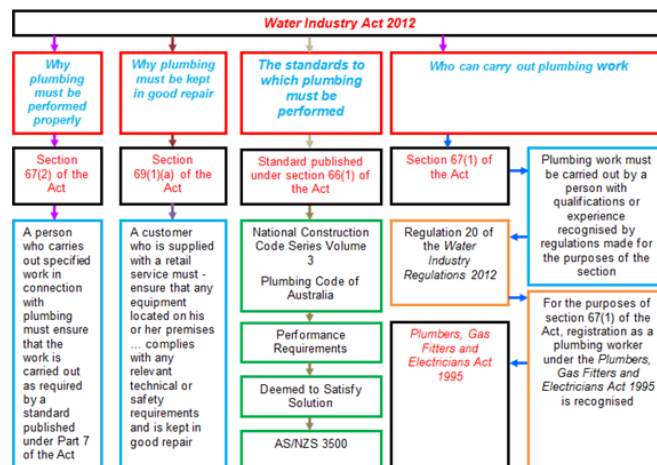 Water Industry Act 2012
Why
plumbing
must be
performed
properly
Why plumbing
must be kept
in good repair
The standards to
which plumbing
must be
performed
Who can carry out plumbing work
Section
67(2) of the
Act
Section
69(1)(a) of the
Act
Standard published
under section 66(1) of
the Act
Section 67(1) of
the Act
Plumbing work must
be carried out by a
person with
qualifications or
experience
recognised by
regulations made for
the purposes of the
section
A person
who carries
out specified
work in
connection
with
plumbing
must ensure
that the
work is
carried out
as required
by a
standard
published
under Part 7
of the Act
A customer
who is supplied
with a retail
service must -
ensure that any
equipment
located on his
or her premises
... complies
with any
relevant
technical or
safety
requirements
and is kept in
good repair
National Construction
Code Series Volume
3
Plumbing Code of
Australia
Performance
Requirements
Deemed to Satisfy
Solution
AS/NZS 3500
Regulation 20 of
the Water
Industry
Regulations 2012
For the purposes of
section 67(1) of the
Act, registration as a
plumbing worker
under the Plumbers,
Gas Fitters and
Electricians Act 1995
is recognised
Plumbers, Gas
Fitters and
Electricians Act
1995